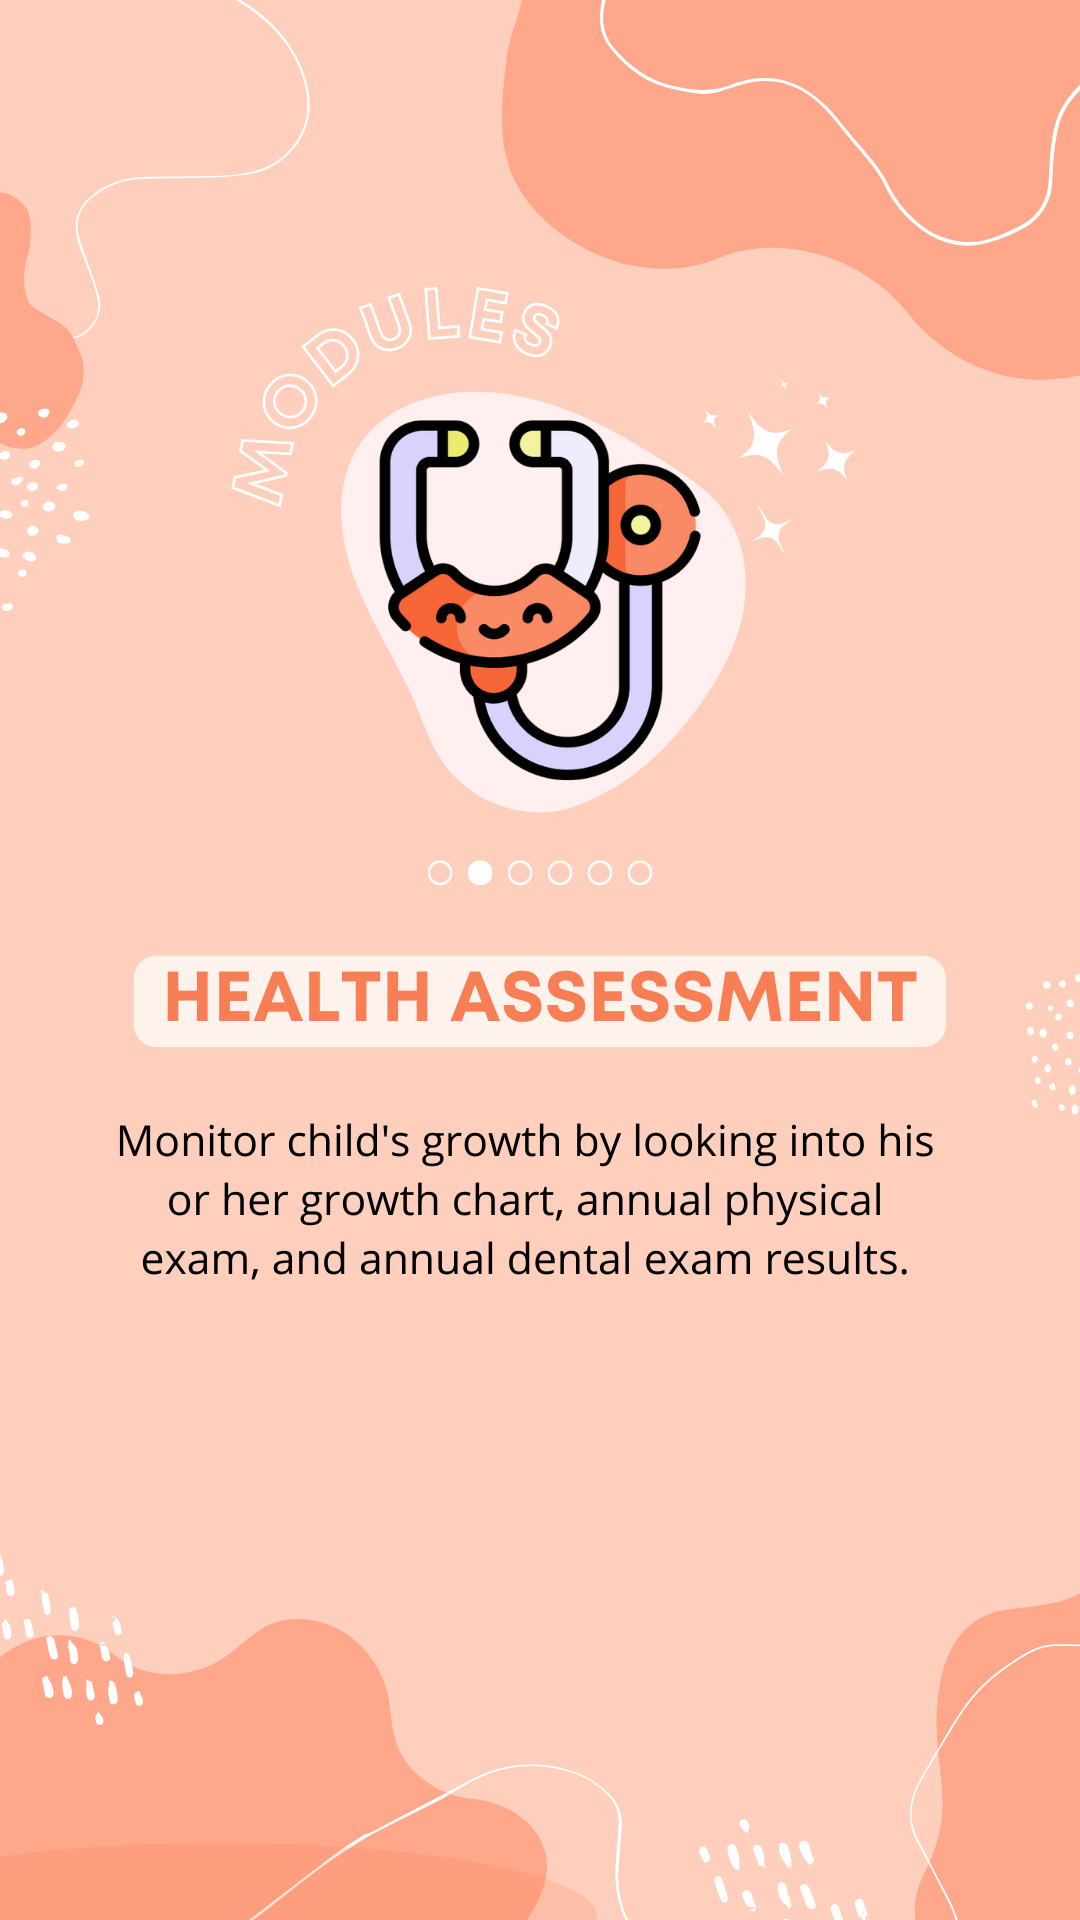 MODULES
HEALTH ASSESSMENT
Monitor child's growth by looking into his
or her growth chart, annual physical
exam, and annual dental exam results.